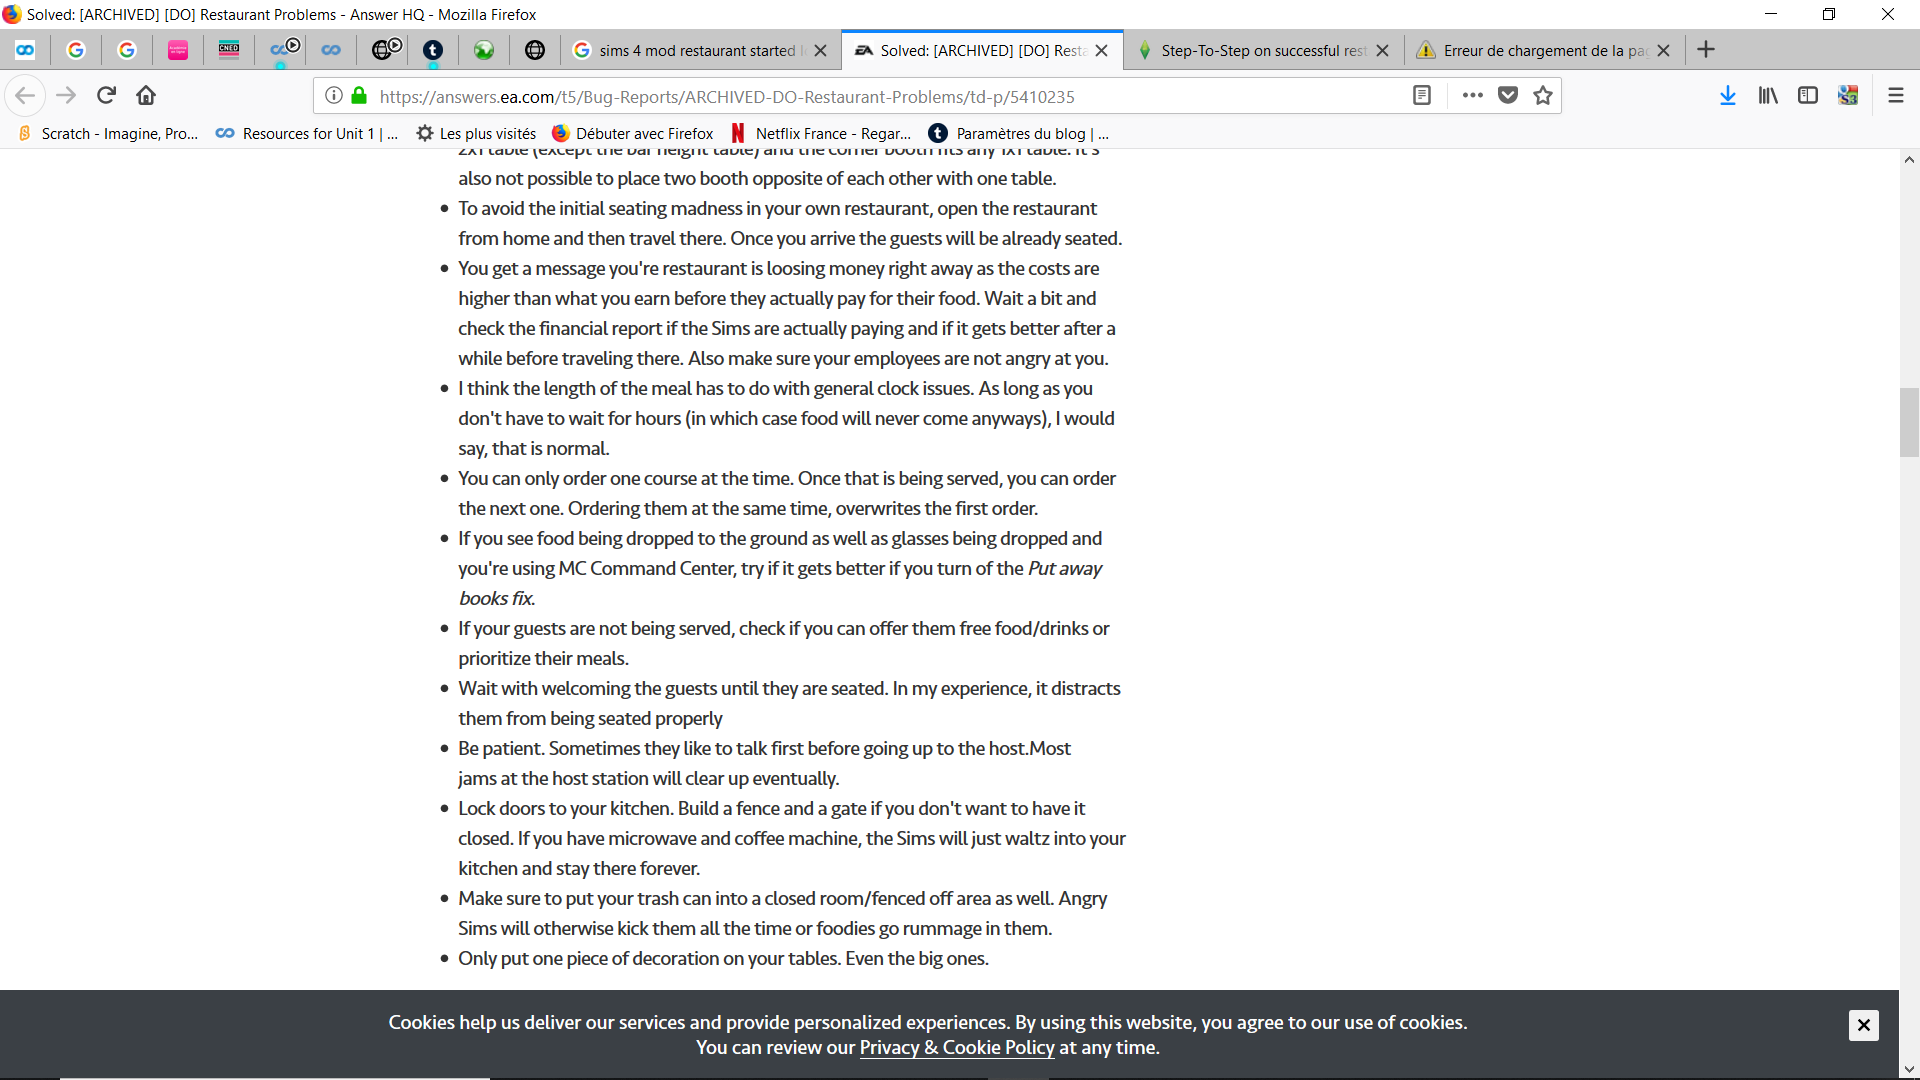 Solved: [ARCHIVED] [DO] Restaurant Problems - Answer HQ - Mozilla Firefox
CNED
sims 4 mod restaurant started
Solved: [ARCHIVED] [DO] Resta
Step-To-Step on successful rest
Erreur de chargement de la pag
https://answers.ea.com/t5/Bug-Reports/ARCHIVED-DO-Restaurant-Problems/td-p/5410235
Scratch - Imagine, Pro...
Resources for Unit 1 | ...
Les plus visités
Débuter avec Firefox
Netflix France - Regar...
Paramètres du blog | ...
2x1 table (except the bar height table) and the corner booth fits any 1x1 table. It's
also not possible to place two booth opposite of each other with one table.
• To avoid the initial seating madness in your own restaurant, open the restaurant
from home and then travel there. Once you arrive the guests will be already seated.
• You get a message you're restaurant is loosing money right away as the costs are
higher than what you earn before they actually pay for their food. Wait a bit and
check the financial report if the Sims are actually paying and if it gets better after a
while before traveling there. Also make sure your employees are not angry at you.
• I think the length of the meal has to do with general clock issues. As long as you
don't have to wait for hours (in which case food will never come anyways), I would
say, that is normal.
• You can only order one course at the time. Once that is being served, you can order
the next one. Ordering them at the same time, overwrites the first order.
• If you see food being dropped to the ground as well as glasses being dropped and
you're using MC Command Center, try if it gets better if you turn of the Put away
books fix.
• If your guests are not being served, check if you can offer them free food/drinks or
prioritize their meals.
• Wait with welcoming the guests until they are seated. In my experience, it distracts
them from being seated properly
• Be patient. Sometimes they like to talk first before going up to the host.Most
jams at the host station will clear up eventually.
• Lock doors to your kitchen. Build a fence and a gate if you don't want to have it
closed. If you have microwave and coffee machine, the Sims will just waltz into your
kitchen and stay there forever.
• Make sure to put your trash can into a closed room/fenced off area as well. Angry
Sims will otherwise kick them all the time or foodies go rummage in them.
• Only put one piece of decoration on your tables. Even the big ones.
Cookies help us deliver our services and provide personalized experiences. By using this website, you agree to our use of cookies.
You can review our Privacy & Cookie Policy at any time.